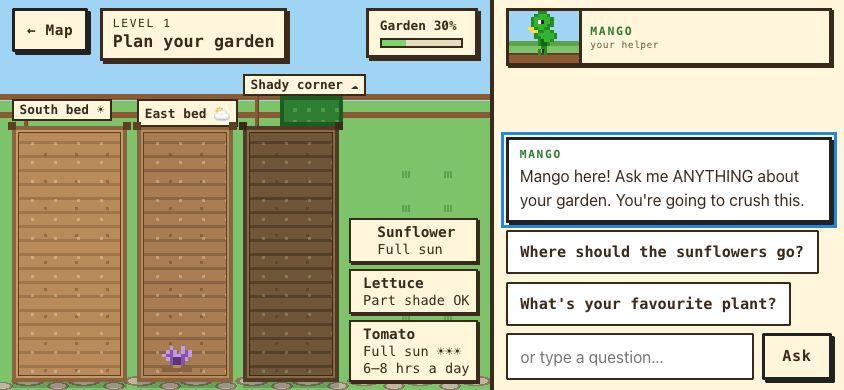 ← Map
LEVEL 1
Plan your garden
Garden 30%
Shady corner ☁
South bed ☀
East bed ⛅
Sunflower
Full sun
Lettuce
Part shade OK
Tomato
Full sun ☀☀☀
6–8 hrs a day
MANGO
your helper
MANGO
Mango here! Ask me ANYTHING about
your garden. You're going to crush this.
Where should the sunflowers go?
What's your favourite plant?
or type a question…
Ask